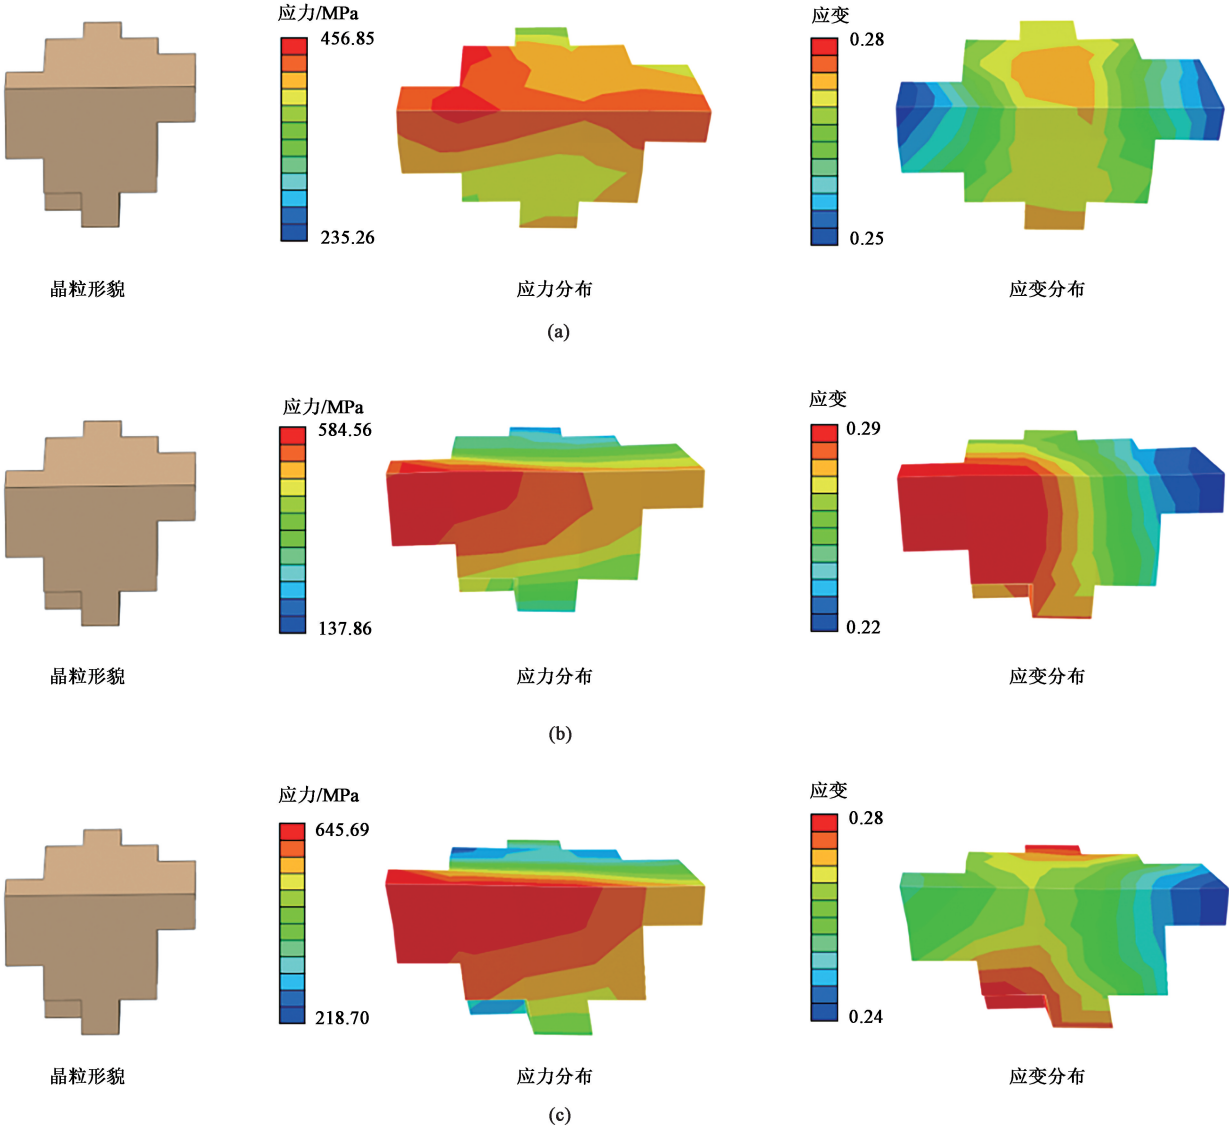 应力/MPa
456.85
235.26
应变
0.28
0.25
晶粒形貌
应力分布
应变分布
(a)
应力/MPa
584.56
137.86
应变
0.29
0.22
晶粒形貌
应力分布
应变分布
(b)
应力/MPa
645.69
218.70
应变
0.28
0.24
晶粒形貌
应力分布
应变分布
(c)